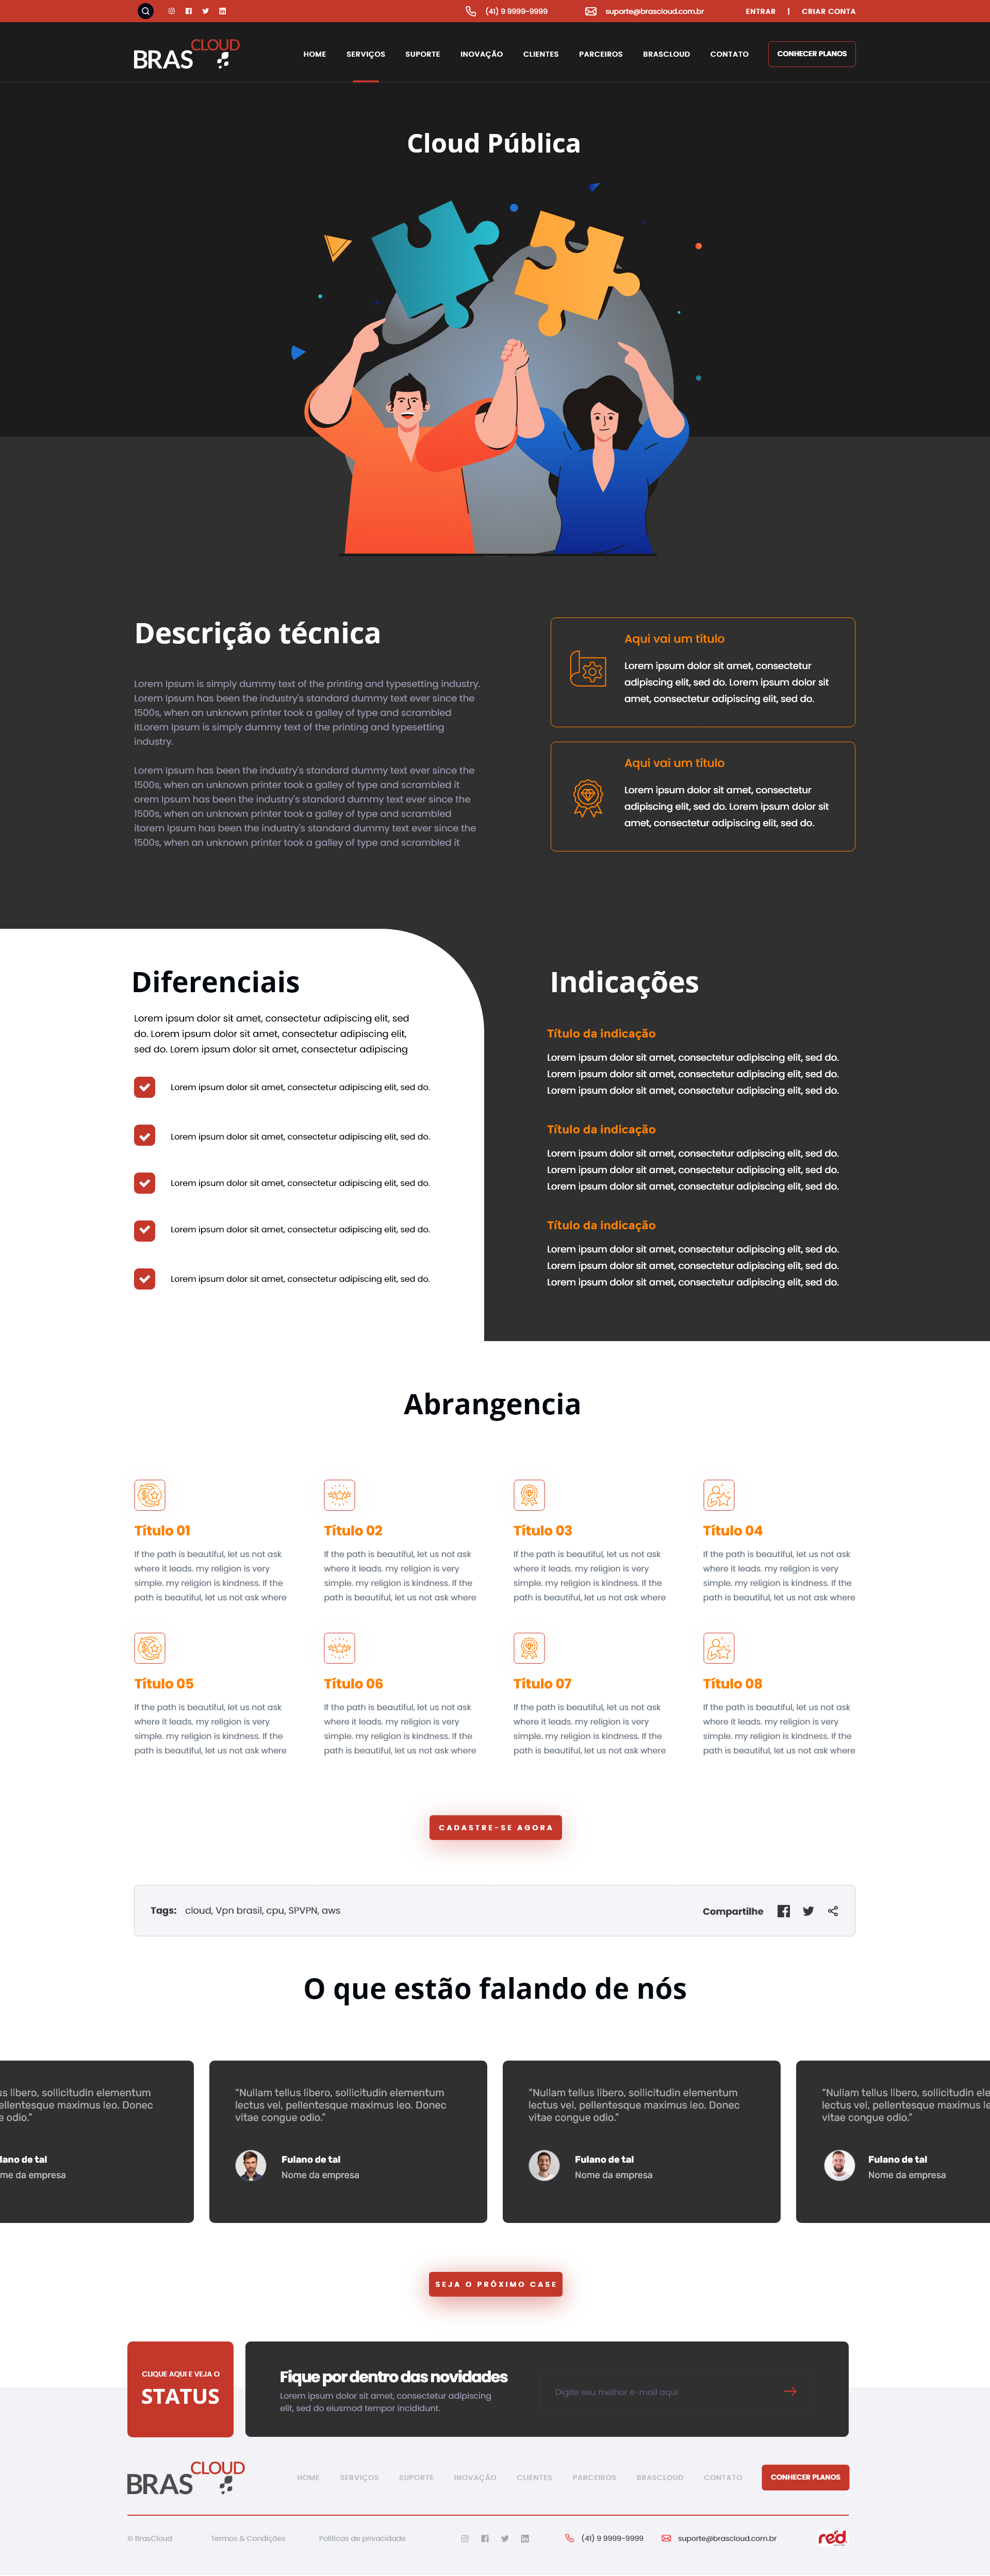 (41) 9 9999-9999
suporte@brascloud.com.br
ENTRAR | CRIAR CONTA
BRASCLOUD
HOME
SERVIÇOS
SUPORTE
INOVAÇÃO
CLIENTES
PARCEIROS
BRASCLOUD
CONTATO
CONHECER PLANOS
Cloud Pública
Descrição técnica
Lorem Ipsum is simply dummy text of the printing and typesetting industry.
Lorem Ipsum has been the industry's standard dummy text ever since the
1500s, when an unknown printer took a galley of type and scrambled
itLorem Ipsum is simply dummy text of the printing and typesetting
industry.
Lorem Ipsum has been the industry's standard dummy text ever since the
1500s, when an unknown printer took a galley of type and scrambled it
orem Ipsum has been the industry's standard dummy text ever since the
1500s, when an unknown printer took a galley of type and scrambled
itorem Ipsum has been the industry's standard dummy text ever since the
1500s, when an unknown printer took a galley of type and scrambled it
Aqui vai um título
Lorem ipsum dolor sit amet, consectetur
adipiscing elit, sed do. Lorem ipsum dolor sit
amet, consectetur adipiscing elit, sed do.
Aqui vai um título
Lorem ipsum dolor sit amet, consectetur
adipiscing elit, sed do. Lorem ipsum dolor sit
amet, consectetur adipiscing elit, sed do.
Diferenciais
Lorem ipsum dolor sit amet, consectetur adipiscing elit, sed
do. Lorem ipsum dolor sit amet, consectetur adipiscing elit,
sed do. Lorem ipsum dolor sit amet, consectetur adipiscing
Lorem ipsum dolor sit amet, consectetur adipiscing elit, sed do.
Lorem ipsum dolor sit amet, consectetur adipiscing elit, sed do.
Lorem ipsum dolor sit amet, consectetur adipiscing elit, sed do.
Lorem ipsum dolor sit amet, consectetur adipiscing elit, sed do.
Lorem ipsum dolor sit amet, consectetur adipiscing elit, sed do.
Indicações
Título da indicação
Lorem ipsum dolor sit amet, consectetur adipiscing elit, sed do.
Lorem ipsum dolor sit amet, consectetur adipiscing elit, sed do.
Lorem ipsum dolor sit amet, consectetur adipiscing elit, sed do.
Título da indicação
Lorem ipsum dolor sit amet, consectetur adipiscing elit, sed do.
Lorem ipsum dolor sit amet, consectetur adipiscing elit, sed do.
Lorem ipsum dolor sit amet, consectetur adipiscing elit, sed do.
Título da indicação
Lorem ipsum dolor sit amet, consectetur adipiscing elit, sed do.
Lorem ipsum dolor sit amet, consectetur adipiscing elit, sed do.
Lorem ipsum dolor sit amet, consectetur adipiscing elit, sed do.
Abrangencia
Título 01
If the path is beautiful, let us not ask
where it leads. my religion is very
simple. my religion is kindness. If the
path is beautiful, let us not ask where
Título 02
If the path is beautiful, let us not ask
where it leads. my religion is very
simple. my religion is kindness. If the
path is beautiful, let us not ask where
Título 03
If the path is beautiful, let us not ask
where it leads. my religion is very
simple. my religion is kindness. If the
path is beautiful, let us not ask where
Título 04
If the path is beautiful, let us not ask
where it leads. my religion is very
simple. my religion is kindness. If the
path is beautiful, let us not ask where
Título 05
If the path is beautiful, let us not ask
where it leads. my religion is very
simple. my religion is kindness. If the
path is beautiful, let us not ask where
Título 06
If the path is beautiful, let us not ask
where it leads. my religion is very
simple. my religion is kindness. If the
path is beautiful, let us not ask where
Título 07
If the path is beautiful, let us not ask
where it leads. my religion is very
simple. my religion is kindness. If the
path is beautiful, let us not ask where
Título 08
If the path is beautiful, let us not ask
where it leads. my religion is very
simple. my religion is kindness. If the
path is beautiful, let us not ask where
CADASTRE-SE AGORA
Tags: cloud, Vpn brasil, cpu, SPVPN, aws
Compartilhe
O que estão falando de nós
us libero, sollicitudin elementum
ellentesque maximus leo. Donec
e odio."
lano de tal
me da empresa
"Nullam tellus libero, sollicitudin elementum
lectus vel, pellentesque maximus leo. Donec
vitae congue odio."
Fulano de tal
Nome da empresa
"Nullam tellus libero, sollicitudin elementum
lectus vel, pellentesque maximus leo. Donec
vitae congue odio."
Fulano de tal
Nome da empresa
"Nullam tellus libero, sollicitudin ele
lectus vel, pellentesque maximus le
vitae congue odio."
Fulano de tal
Nome da empresa
SEJA O PRÓXIMO CASE
CLIQUE AQUI E VEJA O
STATUS
Fique por dentro das novidades
Lorem ipsum dolor sit amet, consectetur adipiscing
elit, sed do eiusmod tempor incididunt.
Digite seu melhor e-mail aqui
BRASCLOUD
HOME
SERVIÇOS
SUPORTE
INOVAÇÃO
CLIENTES
PARCEIROS
BRASCLOUD
CONTATO
CONHECER PLANOS
© BrasCloud
Termos & Condições
Políticas de privacidade
(41) 9 9999-9999
suporte@brascloud.com.br
red